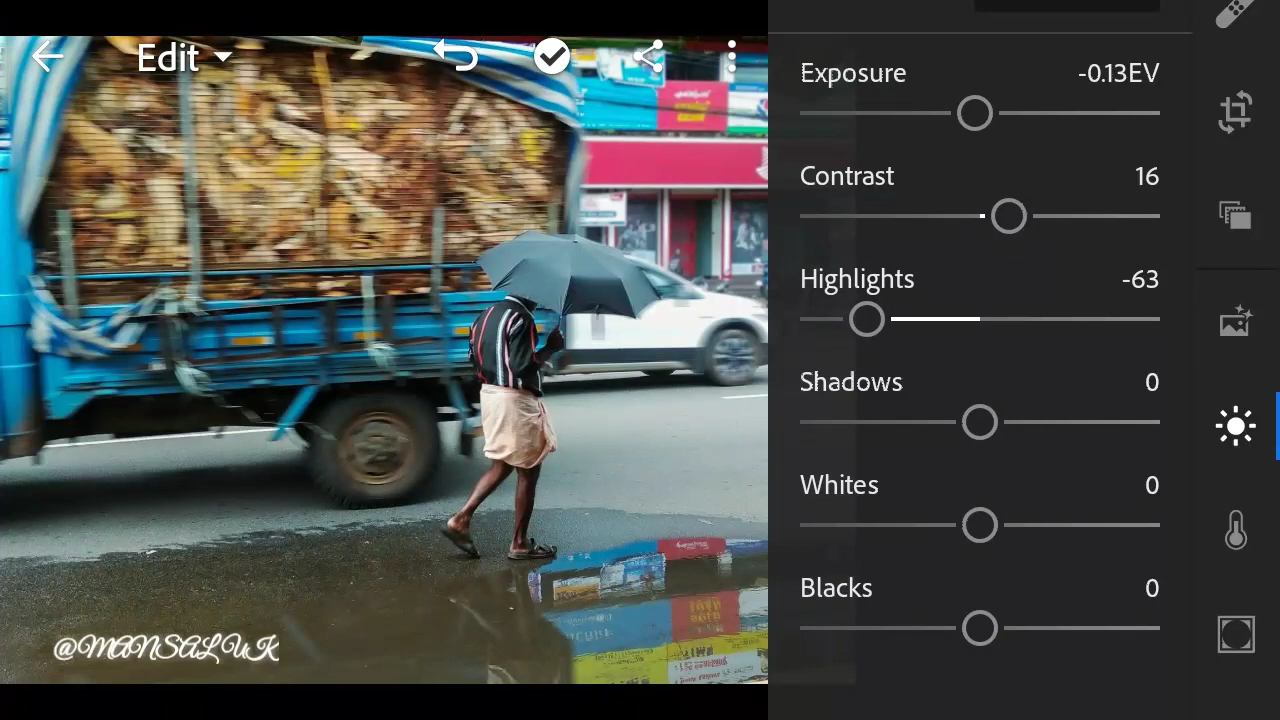 Edit
Exposure -0.13EV
Contrast 16
Highlights -63
Shadows 0
Whites 0
Blacks 0
@MANSALUK